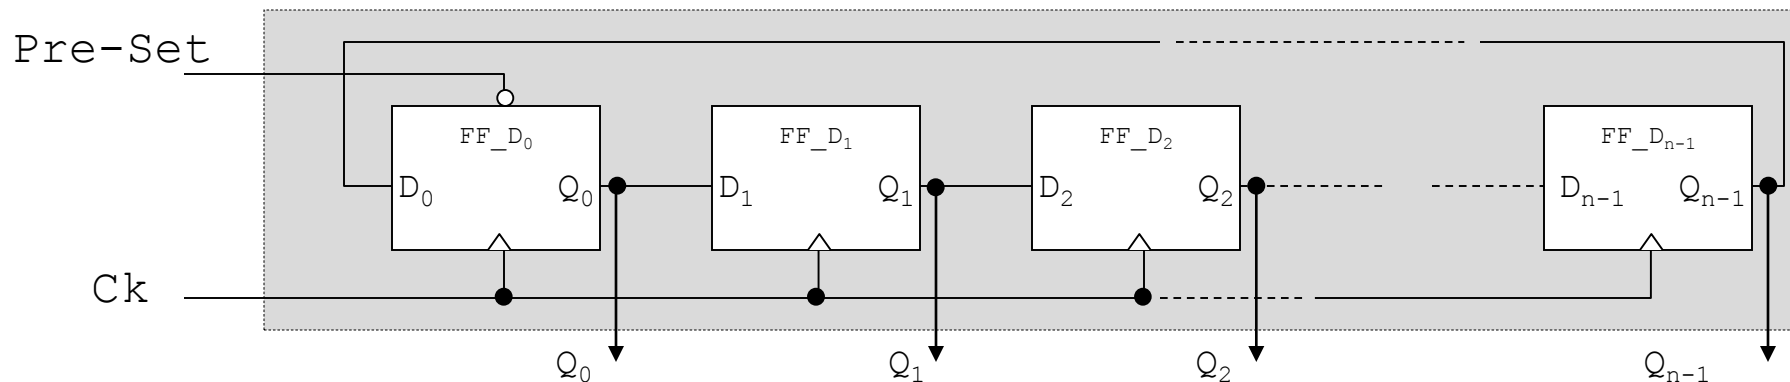 Pre-Set
FF_D₀
FF_D₁
FF_D₂
FF_Dₙ₋₁
D₀
Q₀
D₁
Q₁
D₂
Q₂
Dₙ₋₁
Qₙ₋₁
Ck
Q₀
Q₁
Q₂
Qₙ₋₁